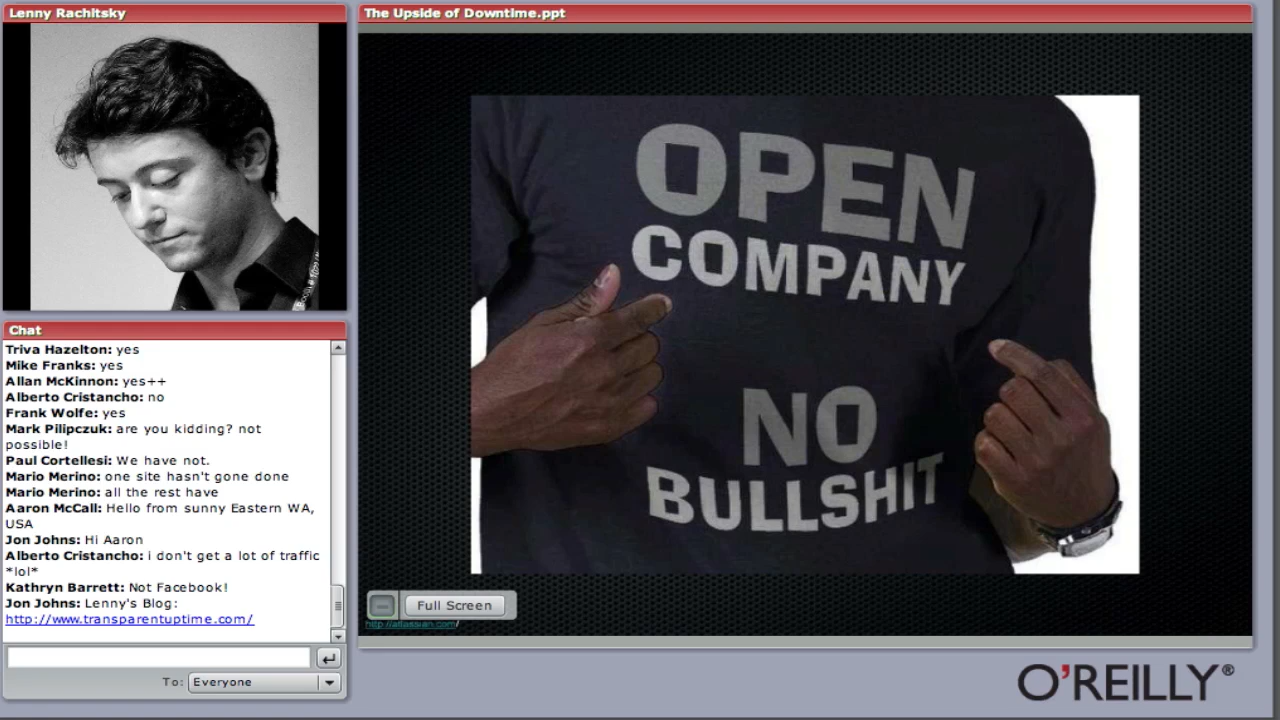 Lenny Rachitsky
Chat
Triva Hazelton: yes
Mike Franks: yes
Allan McKinnon: yes++
Alberto Cristancho: no
Frank Wolfe: yes
Mark Pilipczuk: are you kidding? not
possible!
Paul Cortellesi: We have not.
Mario Merino: one site hasn't gone done
Mario Merino: all the rest have
Aaron McCall: Hello from sunny Eastern WA,
USA
Jon Johns: Hi Aaron
Alberto Cristancho: i don't get a lot of traffic
*lol*
Kathryn Barrett: Not Facebook!
Jon Johns: Lenny's Blog:
http://www.transparentuptime.com/
To: Everyone
The Upside of Downtime.ppt
OPEN
COMPANY
NO
BULLSHIT
Full Screen
http://atlassian.com/
O'REILLY®